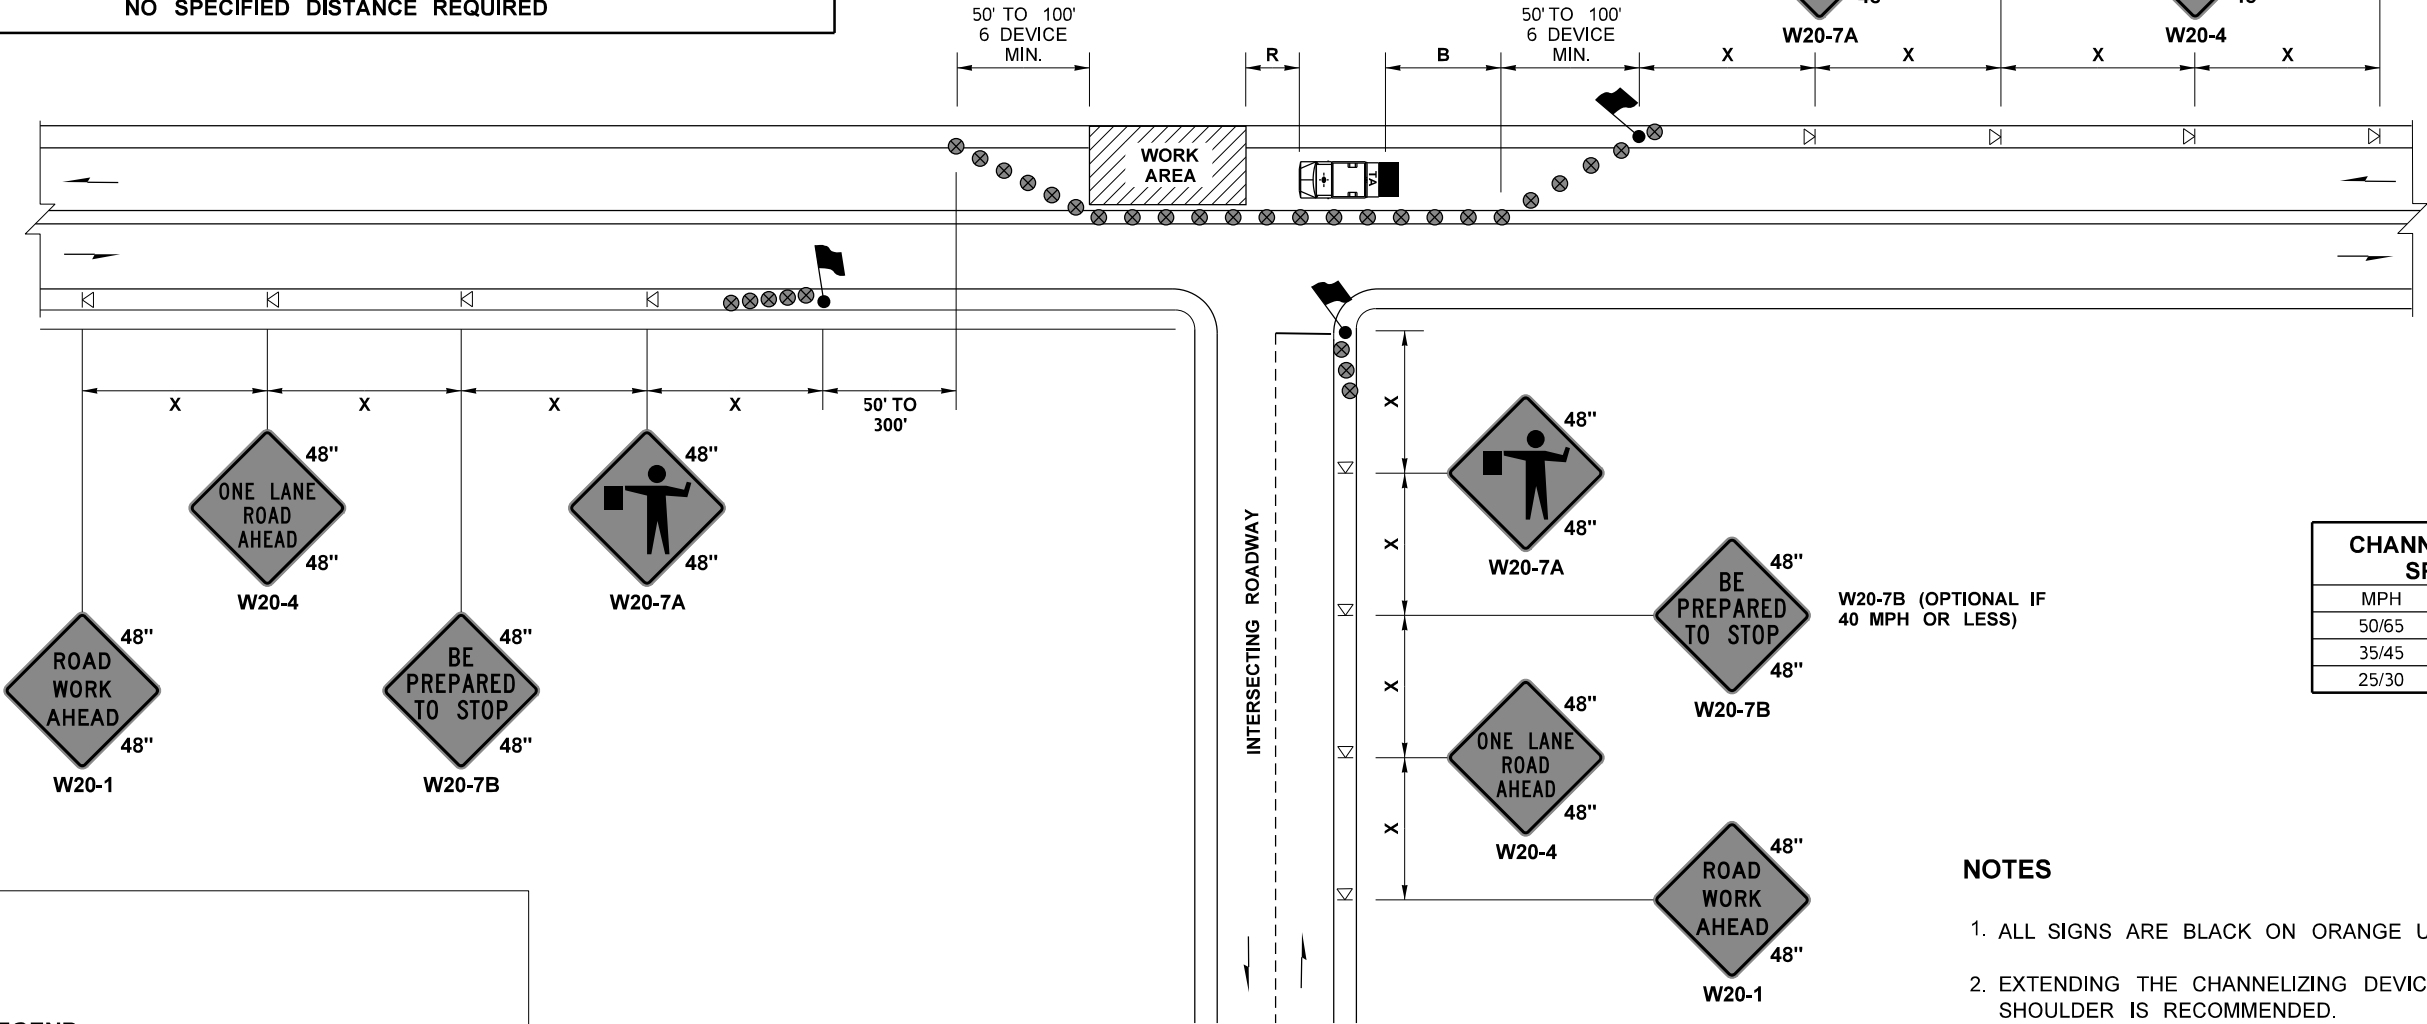 NO SPECIFIED DISTANCE REQUIRED
50' TO 100'
6 DEVICE
MIN.
R
B
50' TO 100'
6 DEVICE
MIN.
X
X
X
X
W20-7A
W20-4
WORK
AREA
TA
X
X
X
X
50' TO
300'
ROAD
WORK
AHEAD
48"
48"
W20-1
ONE LANE
ROAD
AHEAD
48"
48"
W20-4
BE
PREPARED
TO STOP
48"
48"
W20-7B
48"
48"
W20-7A
INTERSECTING ROADWAY
X
X
X
X
48"
48"
W20-7A
BE
PREPARED
TO STOP
48"
48"
W20-7B
W20-7B (OPTIONAL IF
40 MPH OR LESS)
ONE LANE
ROAD
AHEAD
48"
48"
W20-4
ROAD
WORK
AHEAD
48"
48"
W20-1
MPH
50/65
35/45
25/30
NOTES
1. ALL SIGNS ARE BLACK ON ORANGE
2. EXTENDING THE CHANNELIZING
SHOULDER IS RECOMMENDED.